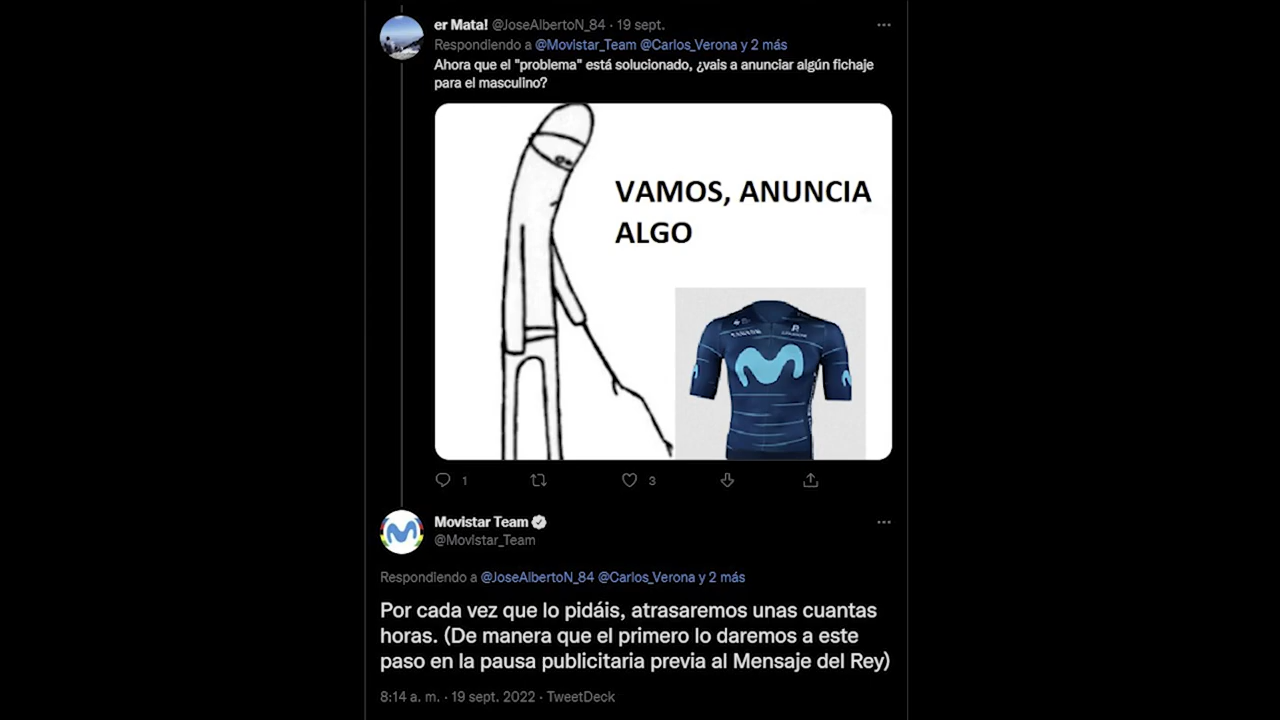 er Mata! @JoseAlbertoN_84 · 19 sept.
Respondiendo a @Movistar_Team @Carlos_Verona y 2 más
Ahora que el "problema" está solucionado, ¿vais a anunciar algún fichaje
para el masculino?
VAMOS, ANUNCIA
ALGO
1 3
Movistar Team
@Movistar_Team
Respondiendo a @JoseAlbertoN_84 @Carlos_Verona y 2 más
Por cada vez que lo pidáis, atrasaremos unas cuantas
horas. (De manera que el primero lo daremos a este
paso en la pausa publicitaria previa al Mensaje del Rey)
8:14 a. m. · 19 sept. 2022 · TweetDeck